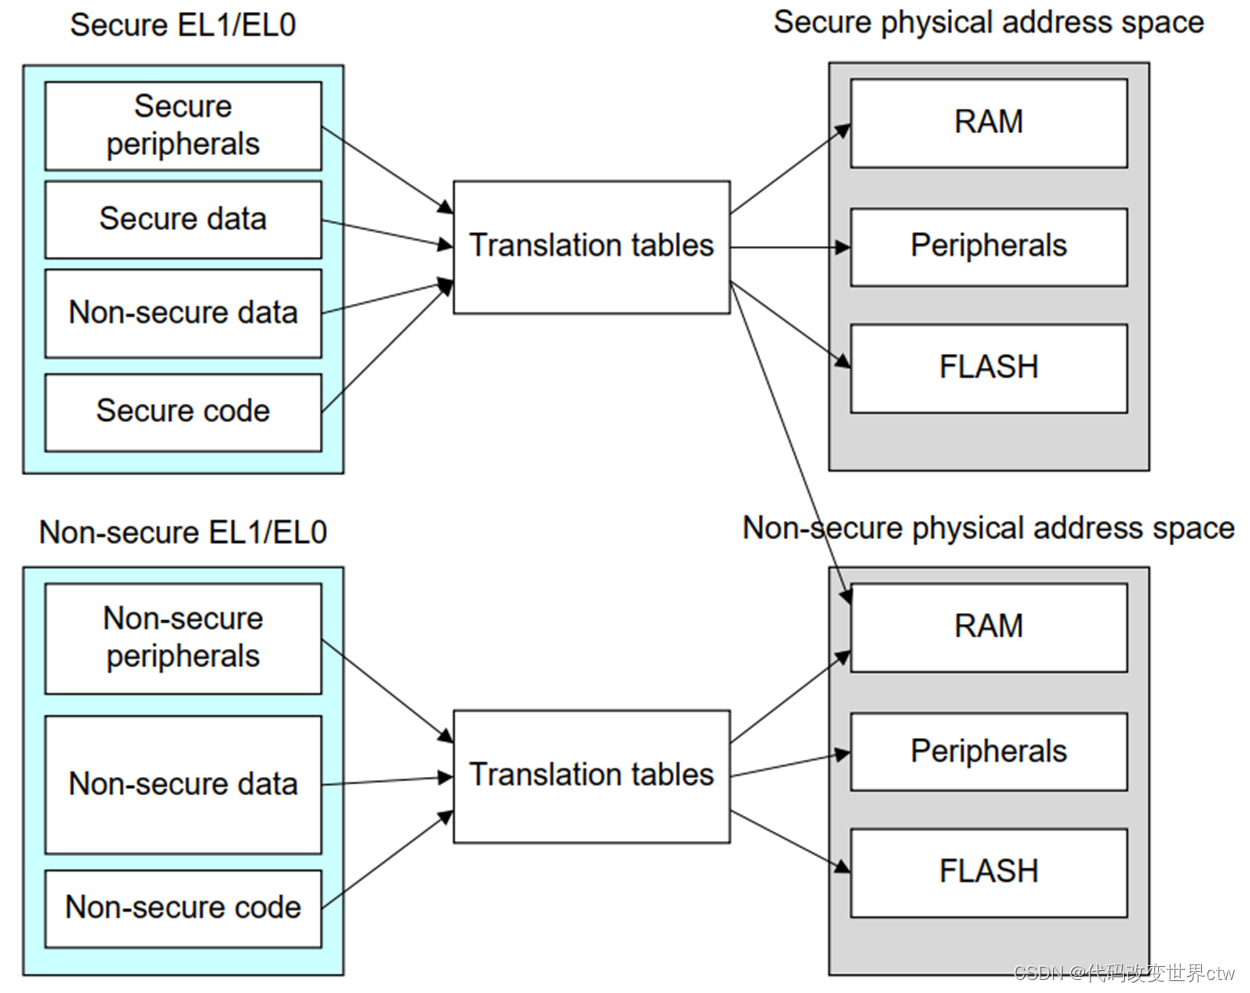 Secure EL1/EL0
Secure physical address space
Secure
peripherals
Secure data
Non-secure data
Secure code
Translation tables
RAM
Peripherals
FLASH
Non-secure EL1/EL0
Non-secure physical address space
Non-secure
peripherals
Non-secure data
Non-secure code
Translation tables
RAM
Peripherals
FLASH
CSDN @代码改变世界ctw